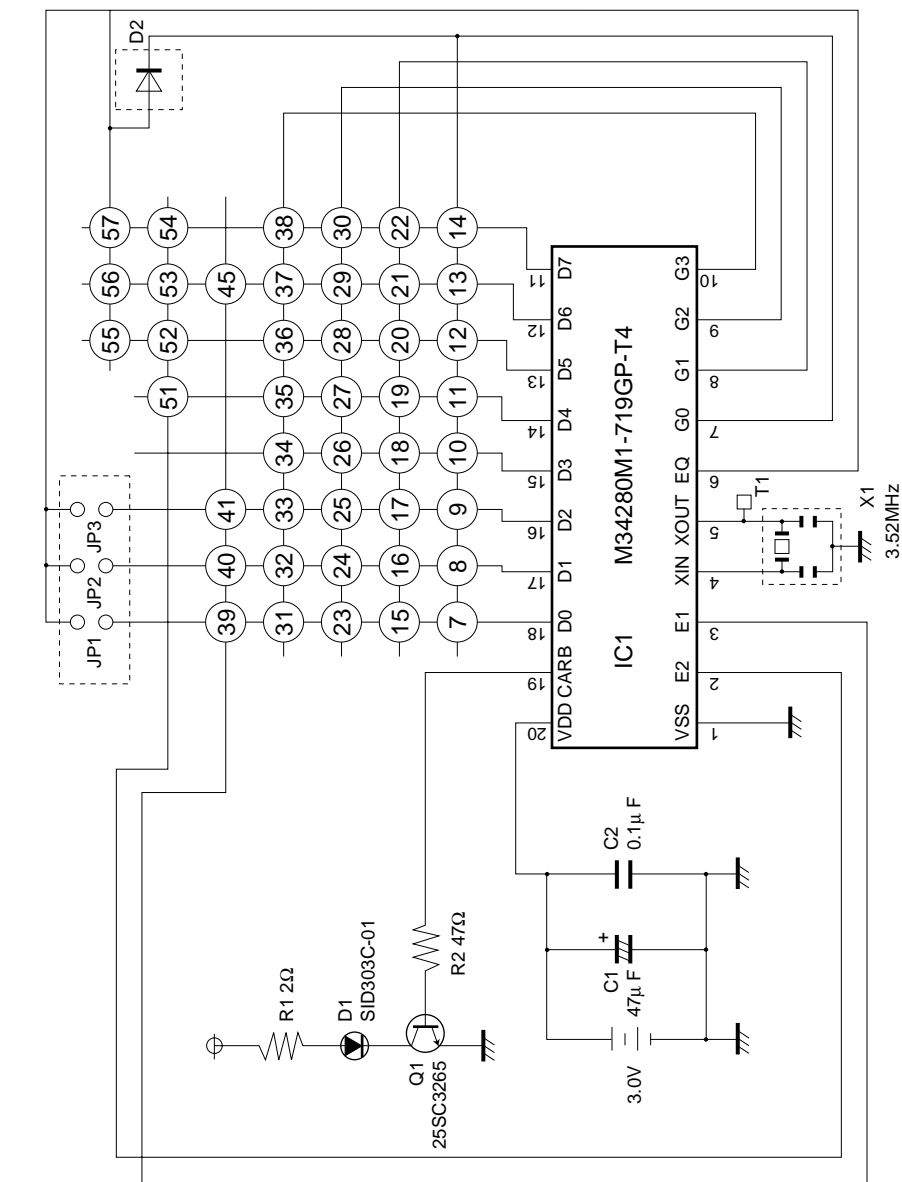 D2
57
54
38
30
22
14
56
53
45
37
29
21
13
55
52
36
28
20
12
51
35
27
19
11
34
26
18
10
JP3
41
33
25
17
9
JP2
40
32
24
16
8
JP1
39
31
23
15
7
IC1 M34280M1-719GP-T4
11 D7
12 D6
13 D5
14 D4
15 D3
16 D2
17 D1
18 D0
19 CARB
20 VDD
G3 10
G2 9
G1 8
G0 7
EQ 6
XOUT 5
XIN 4
E1 3
E2 2
VSS 1
T1
X1
3.52MHz
C2
0.1μ F
+
C1
47μ F
3.0V
R2 47Ω
R1 2Ω
D1
SID303C-01
Q1
25SC3265